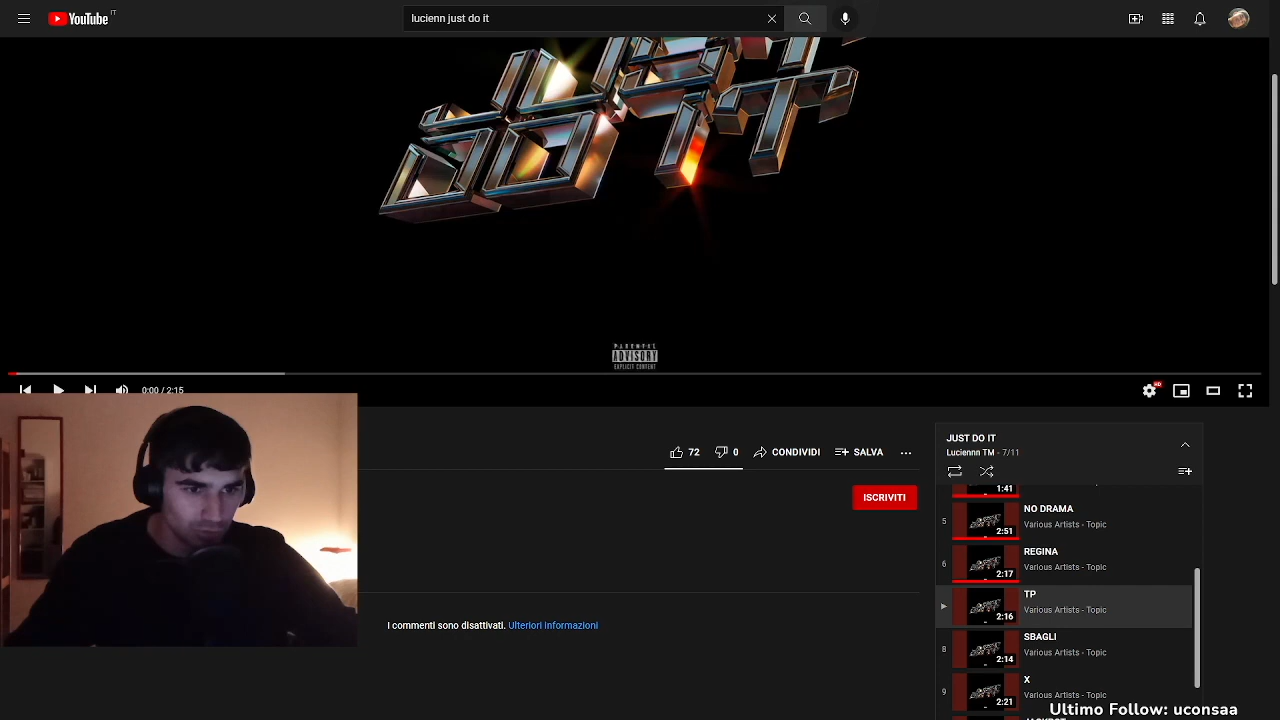 YouTube IT
lucienn just do it
IT
PARENTAL
ADVISORY
EXPLICIT CONTENT
0:00 / 2:15
HD
72
0
CONDIVIDI
SALVA
ISCRIVITI
I commenti sono disattivati. Ulteriori informazioni
JUST DO IT
Luciennn TM - 7/11
1:41
5
NO DRAMA
Various Artists - Topic
2:51
6
REGINA
Various Artists - Topic
2:17
TP
Various Artists - Topic
2:16
8
SBAGLI
Various Artists - Topic
2:14
9
X
Various Artists - Topic
2:21
Ultimo Follow: uconsaa